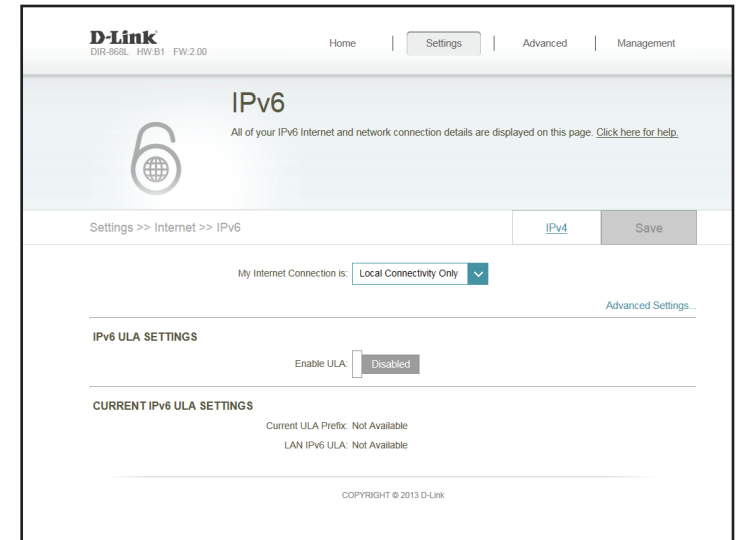 D-Link
DIR-868L HW:B1 FW:2.00
Home
Settings
Advanced
Management
IPv6
All of your IPv6 Internet and network connection details are displayed on this page. Click here for help.
Settings >> Internet >> IPv6
IPv4
Save
My Internet Connection is: Local Connectivity Only
Advanced Settings...
IPv6 ULA SETTINGS
Enable ULA: Disabled
CURRENT IPv6 ULA SETTINGS
Current ULA Prefix: Not Available
LAN IPv6 ULA: Not Available
COPYRIGHT © 2013 D-Link